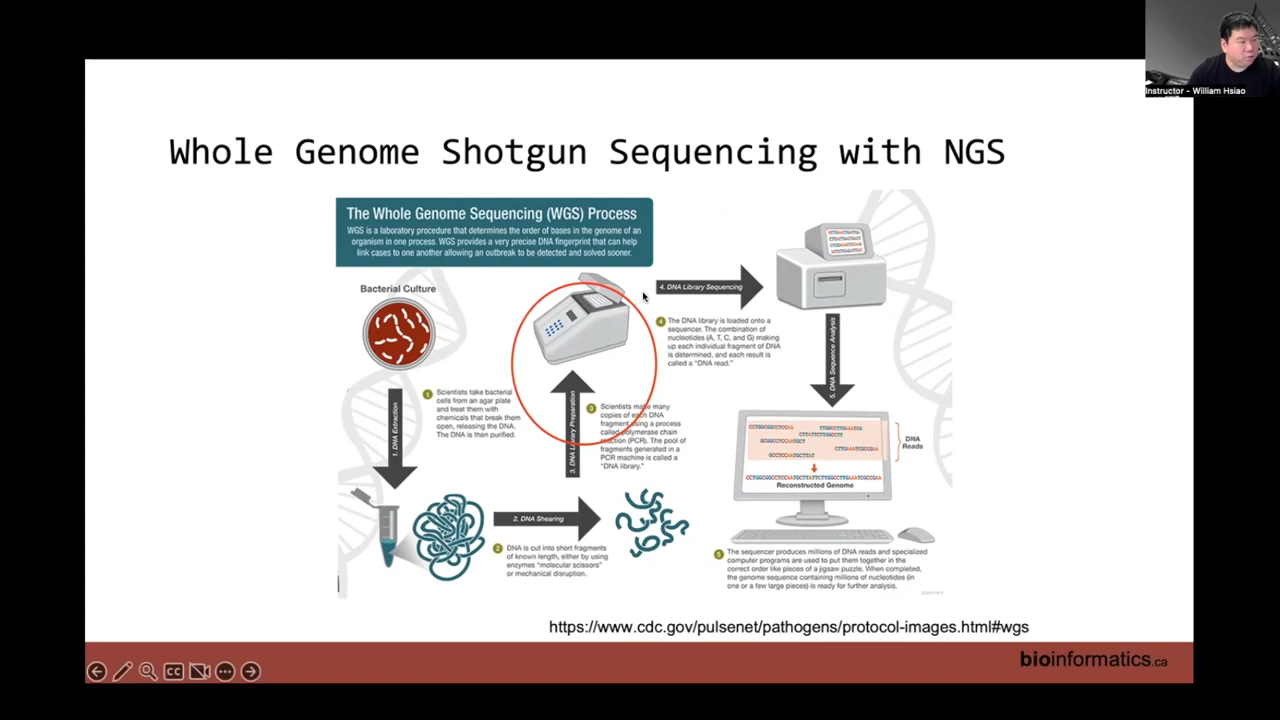 Instructor - William Hsiao
Whole Genome Shotgun Sequencing with NGS
The Whole Genome Sequencing (WGS) Process
WGS is a laboratory procedure that determines the order of bases in the genome of an
organism in one process. WGS provides a very precise DNA fingerprint that can help
link cases to one another allowing an outbreak to be detected and solved sooner.
Bacterial Culture
1
Scientists take bacterial
cells from an agar plate
and treat them with
chemicals that break them
open, releasing the DNA.
The DNA is then purified.
1. DNA Extraction
2. DNA Shearing
2
DNA is cut into short fragments
of known length, either by using
enzymes "molecular scissors"
or mechanical disruption.
3. DNA Library Preparation
3
Scientists make many
copies of each DNA
fragment using a process
called polymerase chain
reaction (PCR). The pool of
fragments generated in a
PCR machine is called a
"DNA library."
4. DNA Library Sequencing
4
The DNA library is loaded onto a
sequencer. The combination of
nucleotides (A, T, C, and G) making
up each individual fragment of DNA
is determined, and each result is
called a "DNA read."
5. DNA Sequence Analysis
DNA
Reads
Reconstructed Genome
5
The sequencer produces millions of DNA reads and specialized
computer programs are used to put them together in the
correct order like pieces of a jigsaw puzzle. When completed,
the genome sequence containing millions of nucleotides (in
one or a few large pieces) is ready for further analysis.
https://www.cdc.gov/pulsenet/pathogens/protocol-images.html#wgs
CC
bioinformatics.ca